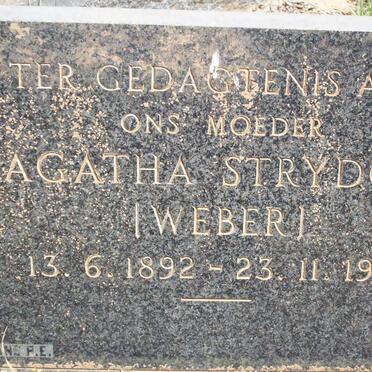 TER GEDAGTENIS A
ONS MOEDER
AGATHA STRYDO
[WEBER]
13. 6. 1892 - 23. 11. 19
P.E.